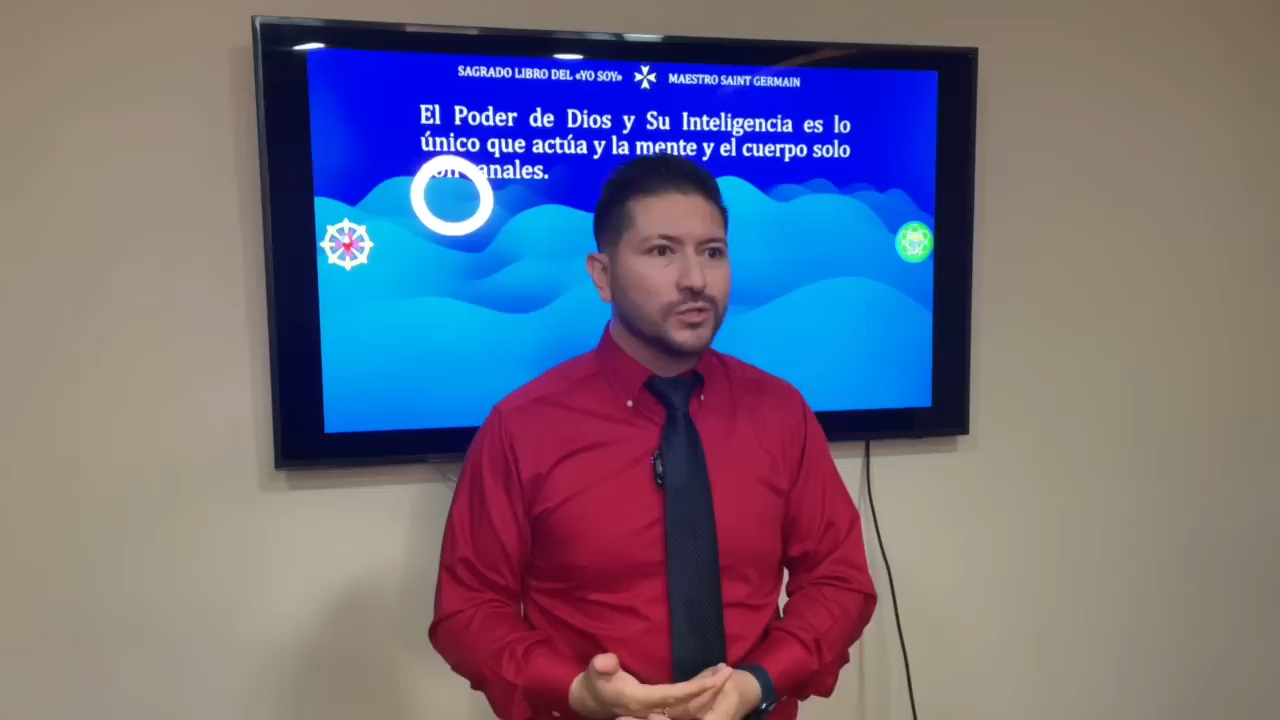 SAGRADO LIBRO DEL «YO SOY» MAESTRO SAINT GERMAIN
El Poder de Dios y Su Inteligencia es lo
único que actúa y la mente y el cuerpo solo
son canales.